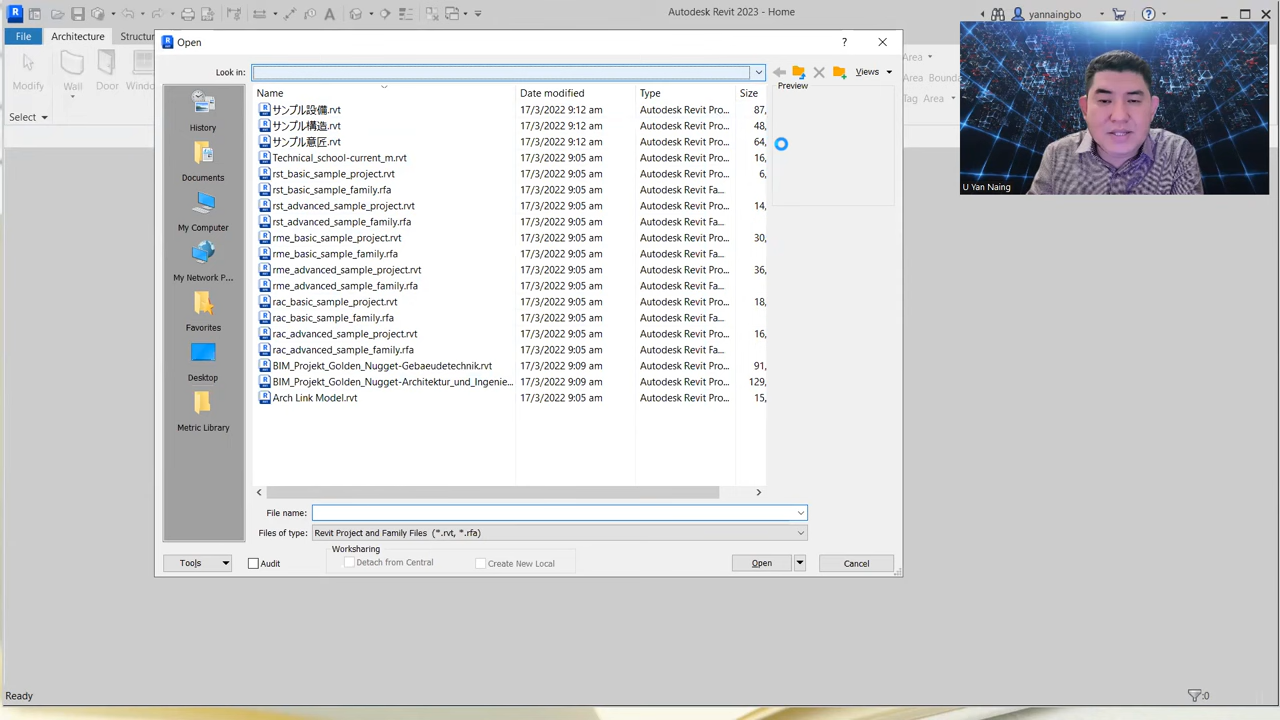 Autodesk Revit 2023 - Home
yannaingbo
File
Architecture
Structu
Modify
Wall
Door
Window
Select
Area
Area Bound
Tag Area
Open
Look in:
Views
History
Documents
My Computer
My Network P...
Favorites
Desktop
Metric Library
Name Date modified Type Size
サンプル設備.rvt 17/3/2022 9:12 am Autodesk Revit Pro... 87,
サンプル構造.rvt 17/3/2022 9:12 am Autodesk Revit Pro... 48,
サンプル意匠.rvt 17/3/2022 9:12 am Autodesk Revit Pro... 64,
Technical_school-current_m.rvt 17/3/2022 9:05 am Autodesk Revit Pro... 16,
rst_basic_sample_project.rvt 17/3/2022 9:05 am Autodesk Revit Pro... 6,
rst_basic_sample_family.rfa 17/3/2022 9:05 am Autodesk Revit Fa...
rst_advanced_sample_project.rvt 17/3/2022 9:05 am Autodesk Revit Pro... 14,
rst_advanced_sample_family.rfa 17/3/2022 9:05 am Autodesk Revit Fa...
rme_basic_sample_project.rvt 17/3/2022 9:05 am Autodesk Revit Pro... 30,
rme_basic_sample_family.rfa 17/3/2022 9:05 am Autodesk Revit Fa...
rme_advanced_sample_project.rvt 17/3/2022 9:05 am Autodesk Revit Pro... 36,
rme_advanced_sample_family.rfa 17/3/2022 9:05 am Autodesk Revit Fa...
rac_basic_sample_project.rvt 17/3/2022 9:05 am Autodesk Revit Pro... 18,
rac_basic_sample_family.rfa 17/3/2022 9:05 am Autodesk Revit Fa...
rac_advanced_sample_project.rvt 17/3/2022 9:05 am Autodesk Revit Pro... 16,
rac_advanced_sample_family.rfa 17/3/2022 9:05 am Autodesk Revit Fa...
BIM_Projekt_Golden_Nugget-Gebaeudetechnik.rvt 17/3/2022 9:09 am Autodesk Revit Pro... 91,
BIM_Projekt_Golden_Nugget-Architektur_und_Ingenie... 17/3/2022 9:09 am Autodesk Revit Pro... 129,
Arch Link Model.rvt 17/3/2022 9:05 am Autodesk Revit Pro... 15,
Preview
File name:
Files of type: Revit Project and Family Files (*.rvt, *.rfa)
Tools
Audit
Worksharing
Detach from Central
Create New Local
Open
Cancel
U Yan Naing
Ready
:0